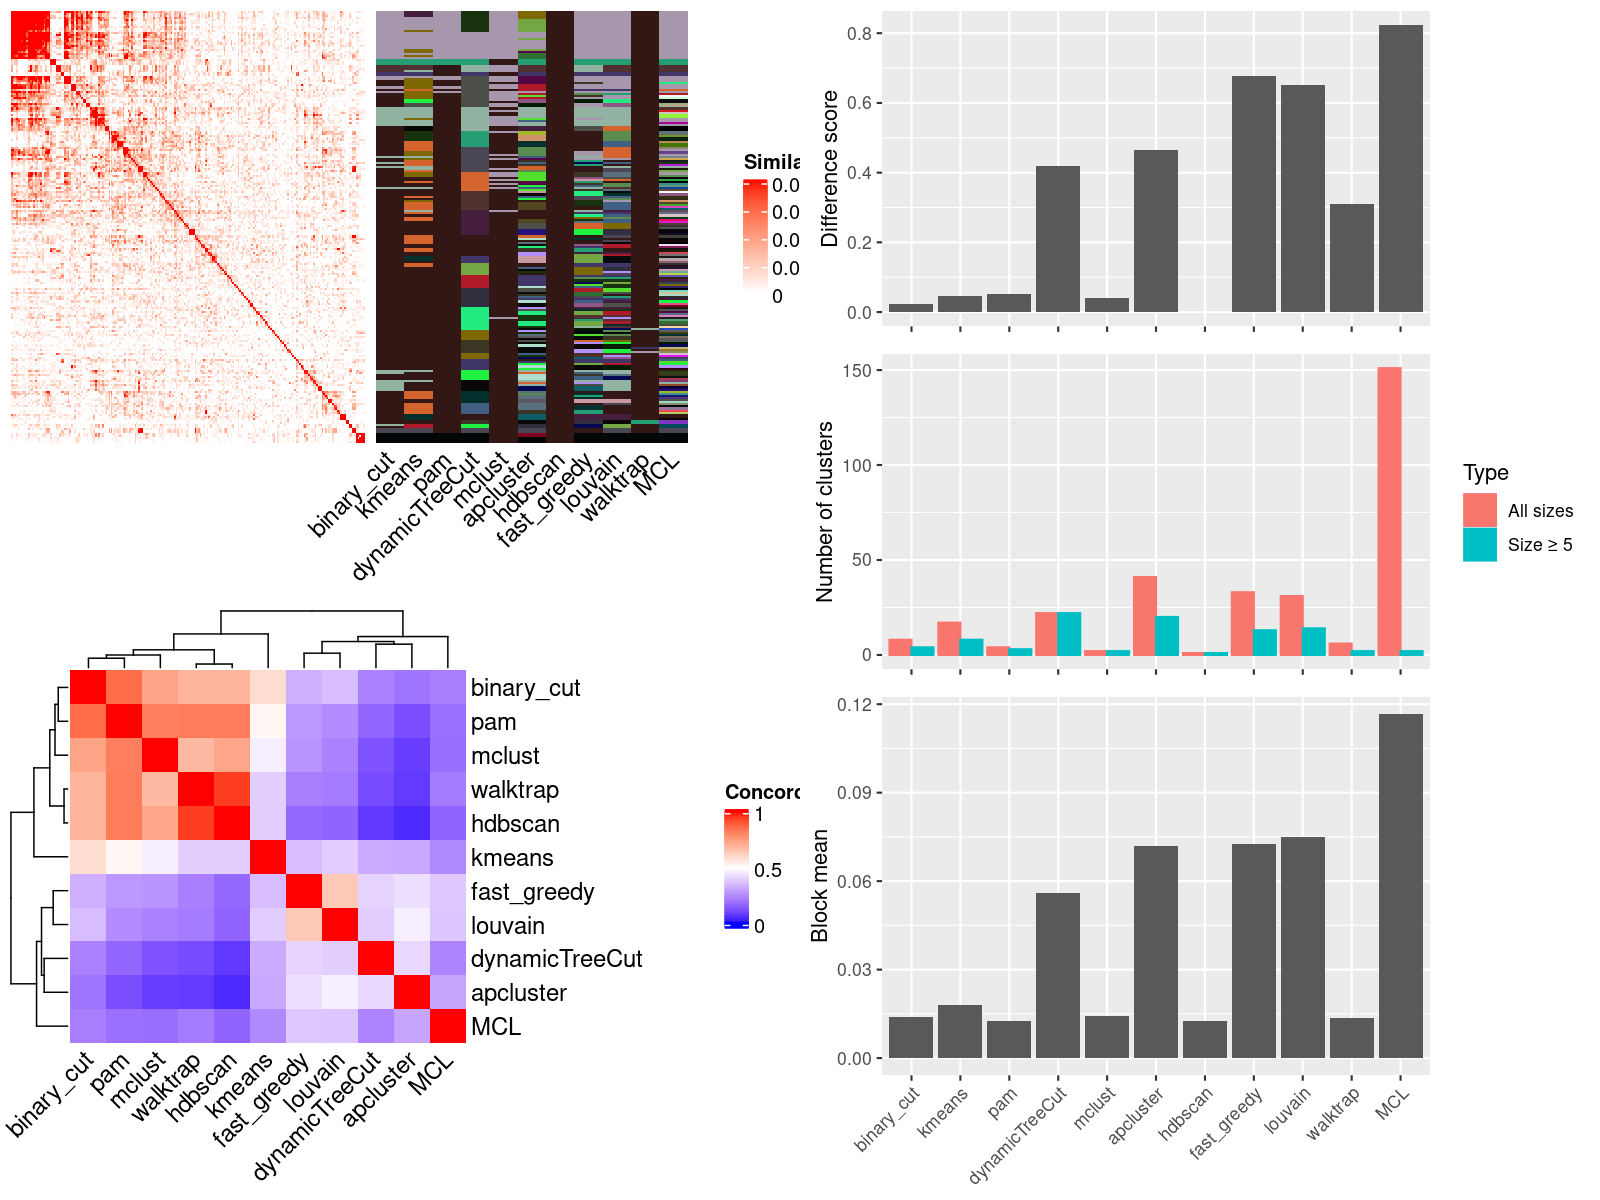 Simila
0.0
0.0
0.0
0.0
0
binary_cut
kmeans
pam
dynamicTreeCut
mclust
apcluster
hdbscan
fast_greedy
louvain
walktrap
MCL
binary_cut
pam
mclust
walktrap
hdbscan
kmeans
fast_greedy
louvain
dynamicTreeCut
apcluster
MCL
Concord
1
0.5
0
binary_cut
pam
mclust
walktrap
hdbscan
kmeans
fast_greedy
louvain
dynamicTreeCut
apcluster
MCL
Difference score
0.8
0.6
0.4
0.2
0.0
Number of clusters
150
100
50
0
Type
All sizes
Size ≥ 5
Block mean
0.12
0.09
0.06
0.03
0.00
binary_cut
kmeans
pam
dynamicTreeCut
mclust
apcluster
hdbscan
fast_greedy
louvain
walktrap
MCL